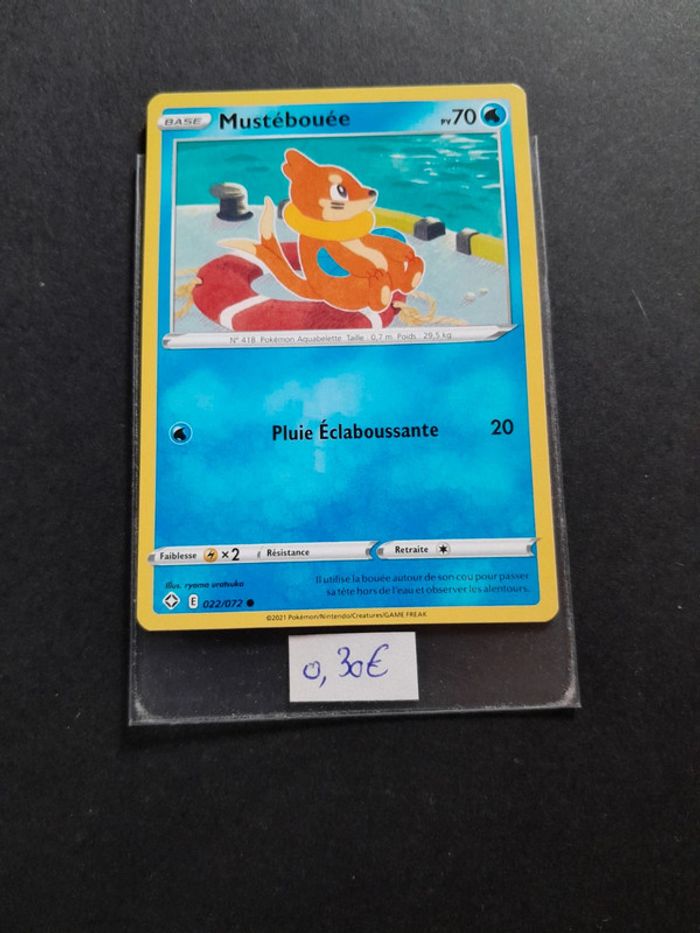 BASE Mustébouée PV70
N° 418 Pokémon Aquabelette Taille : 0,7 m Poids : 29,5 kg
Pluie Éclaboussante 20
Faiblesse ×2 Résistance Retraite
Illus. ryoma uratsuka
Il utilise la bouée autour de son cou pour passer
sa tête hors de l'eau et observer les alentours.
E 022/072
©2021 Pokémon/Nintendo/Creatures/GAME FREAK
0,30€